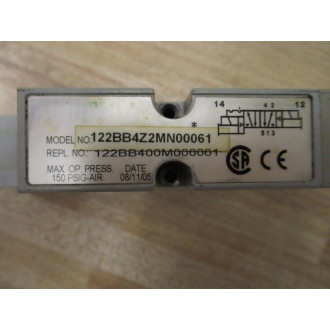 14 4 2 12
5 1 3
MODEL NO. 122BB4Z2MN00061
*
REPL. NO. 122BB400M000061
MAX. OP. PRESS. DATE
150 PSIG-AIR 08/11/05
SA CE